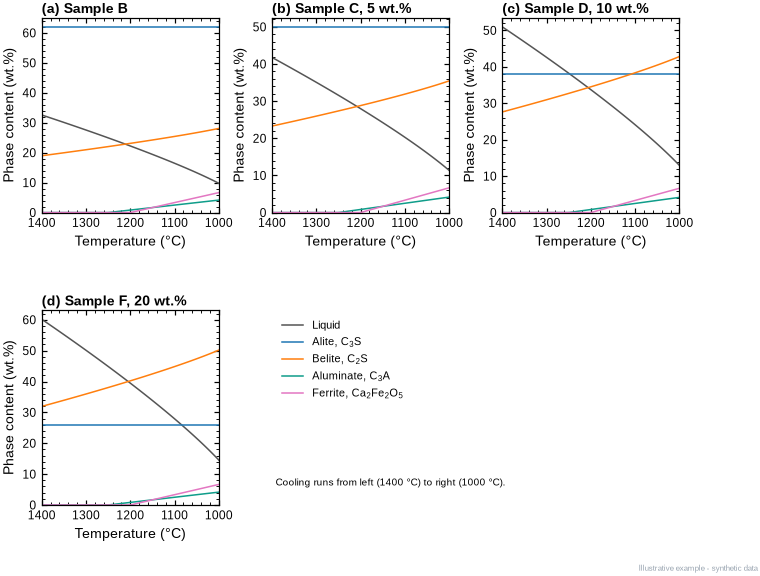 (a) Sample B
(b) Sample C, 5 wt.%
(c) Sample D, 10 wt.%
Phase content (wt.%)
60
50
40
30
20
10
0
1400 1300 1200 1100 1000
Temperature (°C)
Phase content (wt.%)
50
40
30
20
10
0
1400 1300 1200 1100 1000
Temperature (°C)
Phase content (wt.%)
50
40
30
20
10
0
1400 1300 1200 1100 1000
Temperature (°C)
(d) Sample F, 20 wt.%
Phase content (wt.%)
60
50
40
30
20
10
0
1400 1300 1200 1100 1000
Temperature (°C)
Liquid
Alite, C₃S
Belite, C₂S
Aluminate, C₃A
Ferrite, Ca₂Fe₂O₅
Cooling runs from left (1400 °C) to right (1000 °C).
Illustrative example - synthetic data